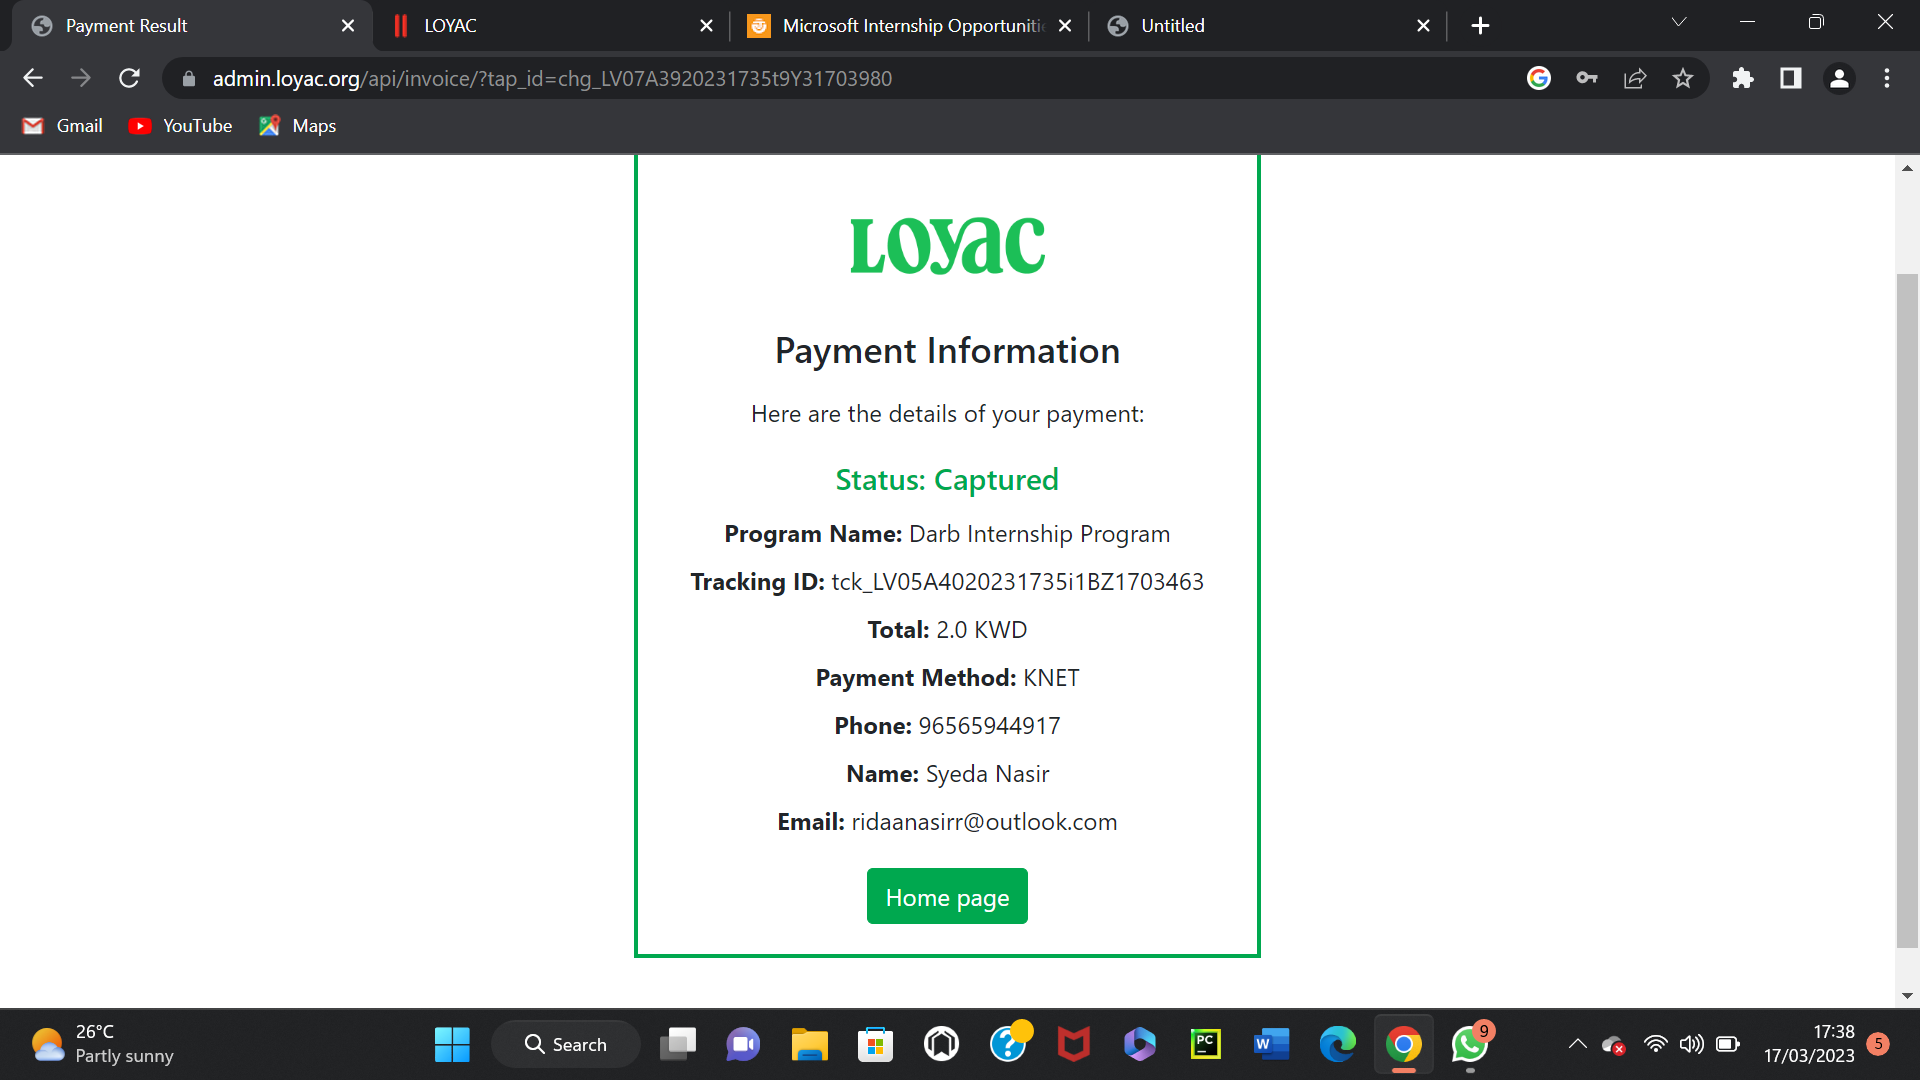 Payment Result
LOYAC
Microsoft Internship Opportuniti
Untitled
admin.loyac.org/api/invoice/?tap_id=chg_LV07A3920231735t9Y31703980
Gmail
YouTube
Maps
LOYAC
Payment Information
Here are the details of your payment:
Status: Captured
Program Name: Darb Internship Program
Tracking ID: tck_LV05A4020231735i1BZ1703463
Total: 2.0 KWD
Payment Method: KNET
Phone: 96565944917
Name: Syeda Nasir
Email: ridaanasirr@outlook.com
Home page
26°C
Partly sunny
Search
PC
W
9
17:38
17/03/2023
5